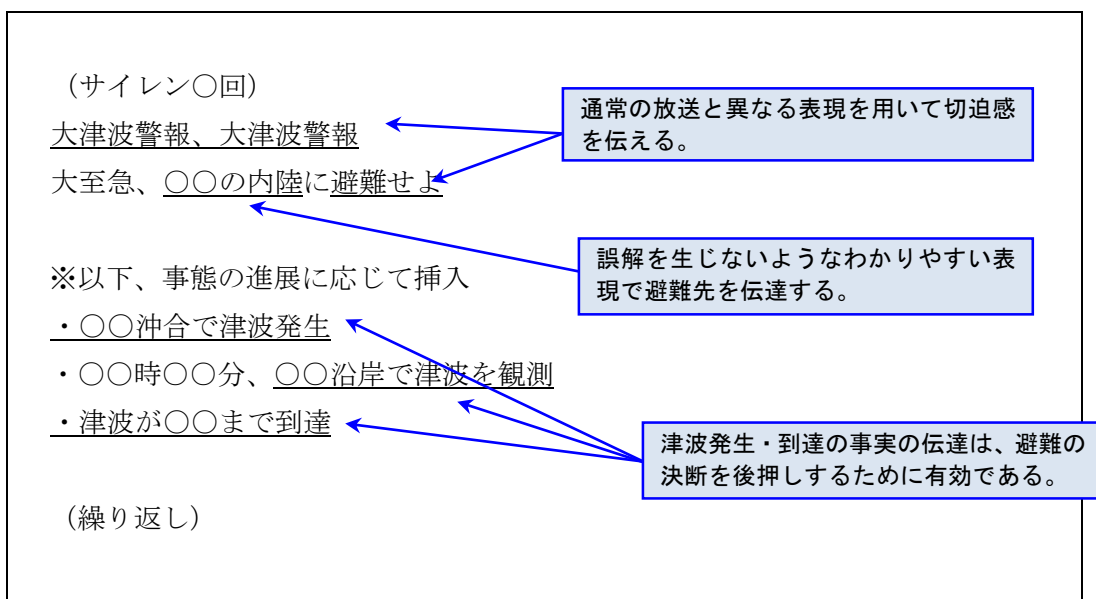 （サイレン○回）
大津波警報、大津波警報
大至急、○○の内陸に避難せよ
※以下、事態の進展に応じて挿入
・○○沖合で津波発生
・○○時○○分、○○沿岸で津波を観測
・津波が○○まで到達
（繰り返し）
通常の放送と異なる表現を用いて切迫感
を伝える。
誤解を生じないようなわかりやすい表
現で避難先を伝達する。
津波発生・到達の事実の伝達は、避難の
決断を後押しするために有効である。